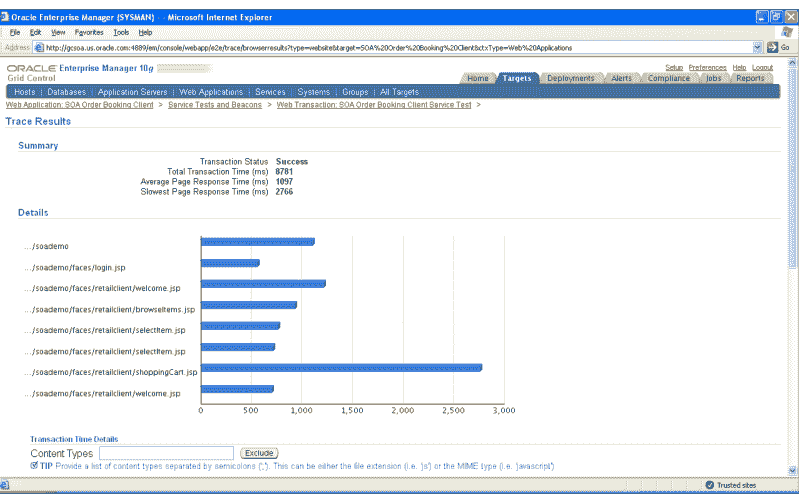 Oracle Enterprise Manager (SYSMAN) - - Microsoft Internet Explorer
File Edit View Favorites Tools Help
Address http://gcsoa.us.oracle.com:4889/em/console/webapp/e2e/trace/browserresults?type=website&target=SOA%20Order%20Booking%20Client&ctxType=Web%20Applications Go
ORACLE Enterprise Manager 10g
Grid Control
Setup Preferences Help Logout
Home Targets Deployments Alerts Compliance Jobs Reports
Hosts | Databases | Application Servers | Web Applications | Services | Systems | Groups | All Targets
Web Application: SOA Order Booking Client > Service Tests and Beacons > Web Transaction: SOA Order Booking Client Service Test >
Trace Results
Summary
Transaction Status Success
Total Transaction Time (ms) 8781
Average Page Response Time (ms) 1097
Slowest Page Response Time (ms) 2766
Details
.../soademo
.../soademo/faces/login.jsp
.../soademo/faces/retailclient/welcome.jsp
.../soademo/faces/retailclient/browseItems.jsp
.../soademo/faces/retailclient/selectItem.jsp
.../soademo/faces/retailclient/selectItem.jsp
.../soademo/faces/retailclient/shoppingCart.jsp
.../soademo/faces/retailclient/welcome.jsp
0 500 1,000 1,500 2,000 2,500 3,000
Transaction Time Details
Content Types Exclude
TIP Provide a list of content types separated by semicolons (';'). This can be either the file extension (i.e. 'js') or the MIME type (i.e. 'javascript')
Trusted sites